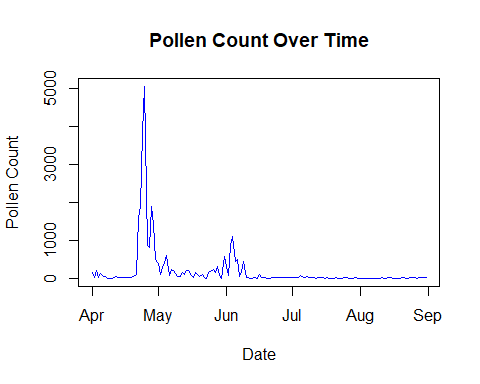 Pollen Count Over Time
Pollen Count
5000
3000
1000
0
Apr May Jun Jul Aug Sep
Date